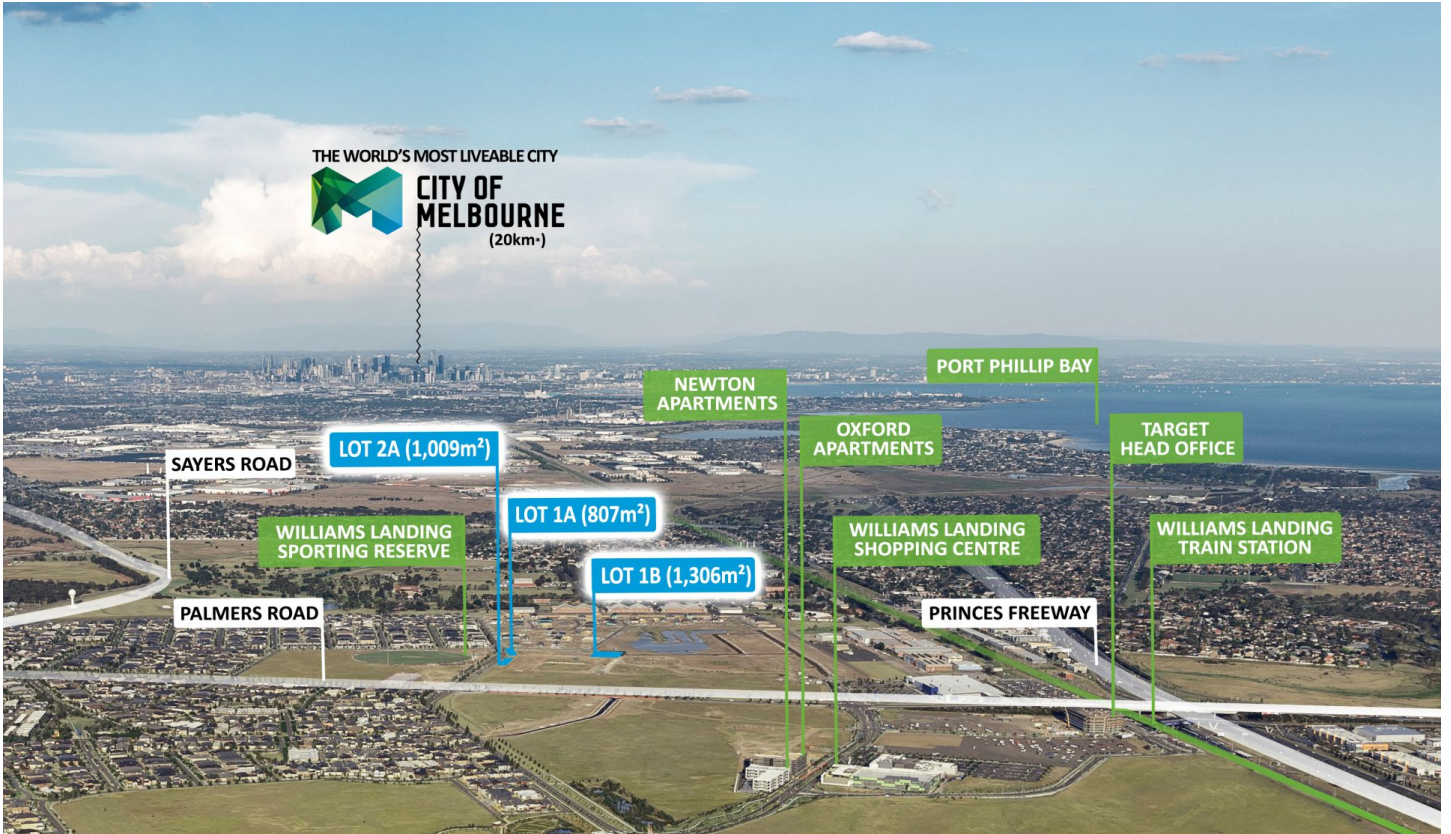 THE WORLD'S MOST LIVEABLE CITY
CITY OF
MELBOURNE
(20km•)
PORT PHILLIP BAY
NEWTON
APARTMENTS
OXFORD
APARTMENTS
TARGET
HEAD OFFICE
LOT 2A (1,009m²)
SAYERS ROAD
LOT 1A (807m²)
WILLIAMS LANDING
SPORTING RESERVE
WILLIAMS LANDING
SHOPPING CENTRE
WILLIAMS LANDING
TRAIN STATION
LOT 1B (1,306m²)
PALMERS ROAD
PRINCES FREEWAY